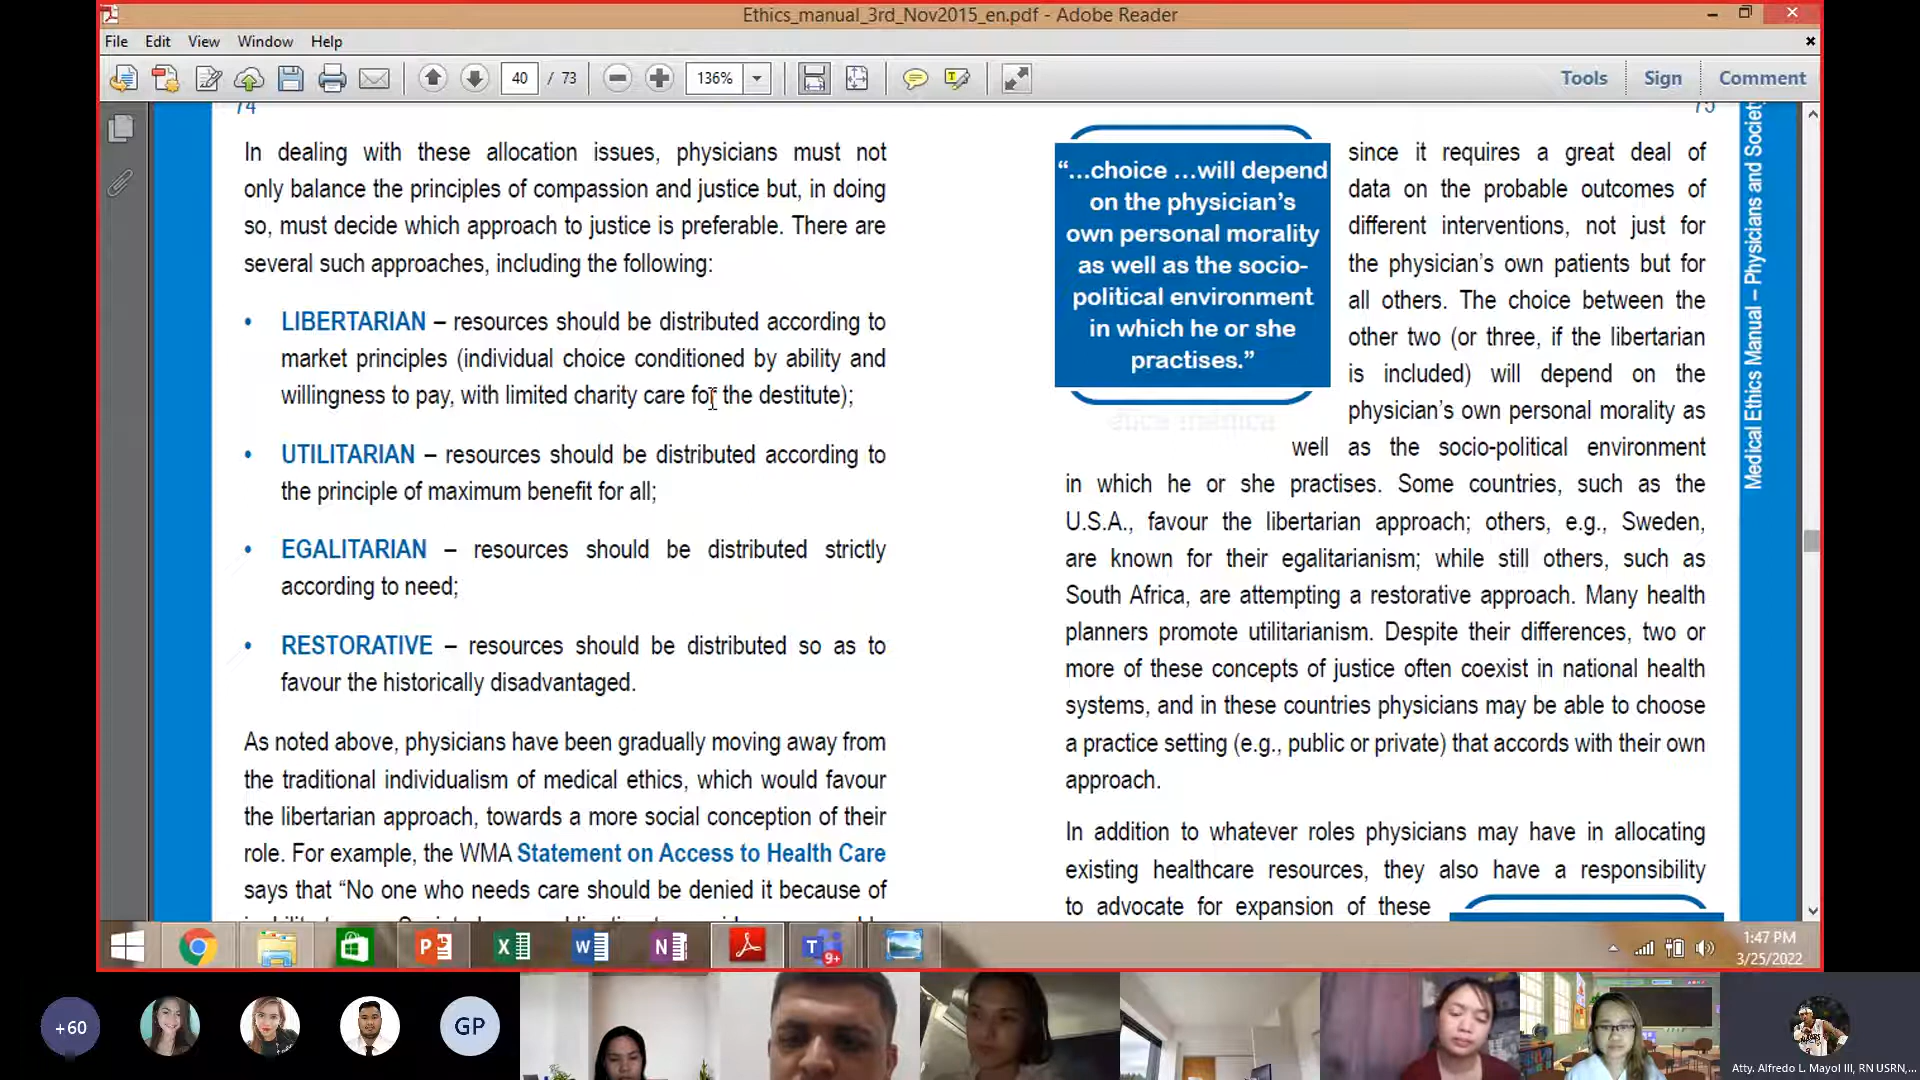 Ethics_manual_3rd_Nov2015_en.pdf - Adobe Reader
File Edit View Window Help
40 / 73 136% Tools Sign Comment
74
In dealing with these allocation issues, physicians must not
only balance the principles of compassion and justice but, in doing
so, must decide which approach to justice is preferable. There are
several such approaches, including the following:
• LIBERTARIAN – resources should be distributed according to
market principles (individual choice conditioned by ability and
willingness to pay, with limited charity care for the destitute);
• UTILITARIAN – resources should be distributed according to
the principle of maximum benefit for all;
• EGALITARIAN – resources should be distributed strictly
according to need;
• RESTORATIVE – resources should be distributed so as to
favour the historically disadvantaged.
As noted above, physicians have been gradually moving away from
the traditional individualism of medical ethics, which would favour
the libertarian approach, towards a more social conception of their
role. For example, the WMA Statement on Access to Health Care
says that “No one who needs care should be denied it because of
75
“...choice ...will depend
on the physician’s
own personal morality
as well as the socio-
political environment
in which he or she
practises.”
since it requires a great deal of
data on the probable outcomes of
different interventions, not just for
the physician’s own patients but for
all others. The choice between the
other two (or three, if the libertarian
is included) will depend on the
physician’s own personal morality as
well as the socio-political environment
in which he or she practises. Some countries, such as the
U.S.A., favour the libertarian approach; others, e.g., Sweden,
are known for their egalitarianism; while still others, such as
South Africa, are attempting a restorative approach. Many health
planners promote utilitarianism. Despite their differences, two or
more of these concepts of justice often coexist in national health
systems, and in these countries physicians may be able to choose
a practice setting (e.g., public or private) that accords with their own
approach.
In addition to whatever roles physicians may have in allocating
existing healthcare resources, they also have a responsibility
to advocate for expansion of these
Medical Ethics Manual – Physicians and Society
9+
1:47 PM
3/25/2022
+60
GP
Atty. Alfredo L. Mayol III, RN USRN,...